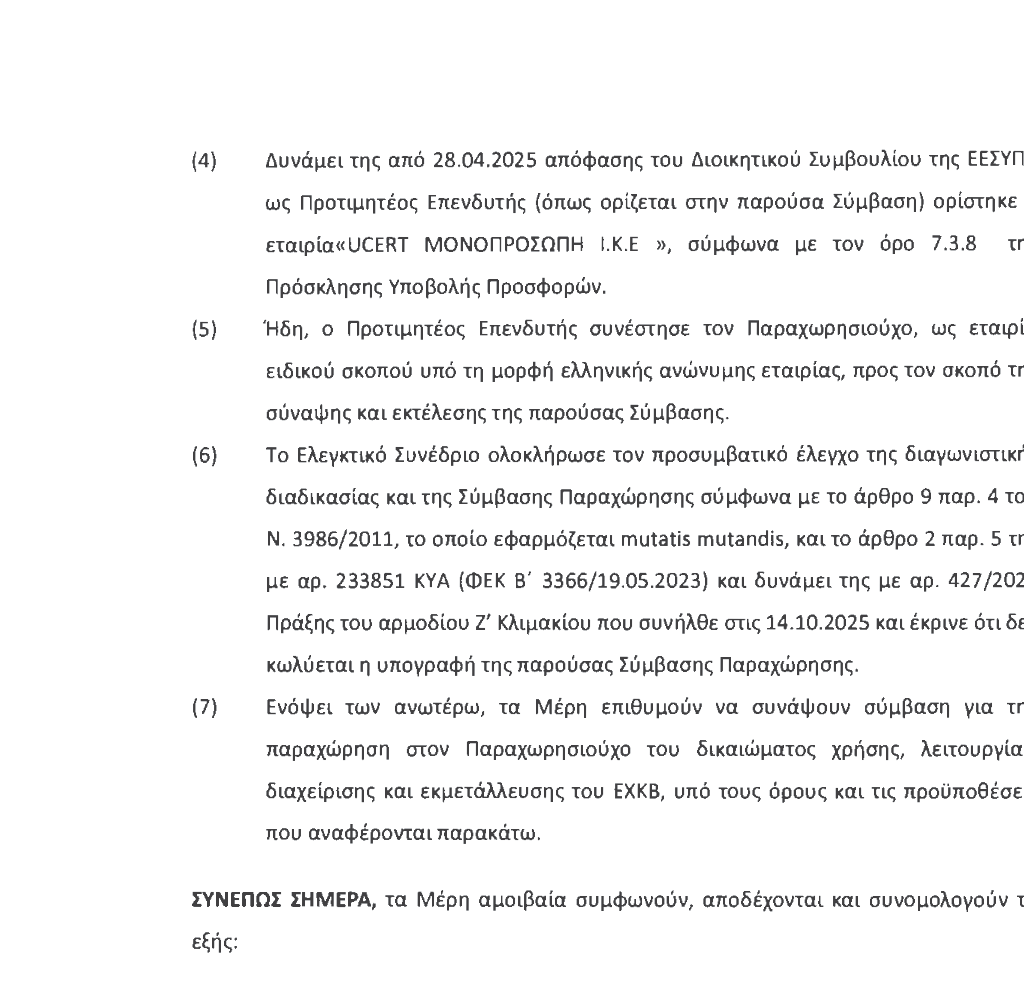 (4) Δυνάμει της από 28.04.2025 απόφασης του Διοικητικού Συμβουλίου της ΕΕΣΥΠ
ως Προτιμητέος Επενδυτής (όπως ορίζεται στην παρούσα Σύμβαση) ορίστηκε
εταιρία«UCERT ΜΟΝΟΠΡΟΣΩΠΗ Ι.Κ.Ε », σύμφωνα με τον όρο 7.3.8
Πρόσκλησης Υποβολής Προσφορών.
(5) Ήδη, ο Προτιμητέος Επενδυτής συνέστησε τον Παραχωρησιούχο, ως
ειδικού σκοπού υπό τη μορφή ελληνικής ανώνυμης εταιρίας, προς τον σκοπό
σύναψης και εκτέλεσης της παρούσας Σύμβασης.
(6) Το Ελεγκτικό Συνέδριο ολοκλήρωσε τον προσυμβατικό έλεγχο της
διαδικασίας και της Σύμβασης Παραχώρησης σύμφωνα με το άρθρο 9 παρ. 4
Ν. 3986/2011, το οποίο εφαρμόζεται mutatis mutandis, και το άρθρο 2 παρ. 5
με αρ. 233851 ΚΥΑ (ΦΕΚ Β΄ 3366/19.05.2023) και δυνάμει της με αρ.
Πράξης του αρμοδίου Ζ’ Κλιμακίου που συνήλθε στις 14.10.2025 και έκρινε ότι
κωλύεται η υπογραφή της παρούσας Σύμβασης Παραχώρησης.
(7) Ενόψει των ανωτέρω, τα Μέρη επιθυμούν να συνάψουν σύμβαση για
παραχώρηση στον Παραχωρησιούχο του δικαιώματος χρήσης,
διαχείρισης και εκμετάλλευσης του ΕΧΚΒ, υπό τους όρους και τις
που αναφέρονται παρακάτω.
ΣΥΝΕΠΩΣ ΣΗΜΕΡΑ, τα Μέρη αμοιβαία συμφωνούν, αποδέχονται και συνομολογούν
εξής: